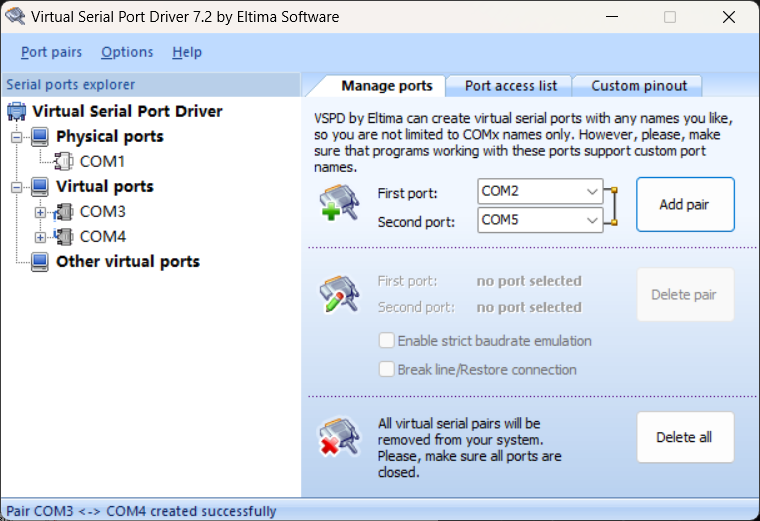 Virtual Serial Port Driver 7.2 by Eltima Software
Port pairs Options Help
Serial ports explorer
Virtual Serial Port Driver
Physical ports
COM1
Virtual ports
COM3
COM4
Other virtual ports
Manage ports Port access list Custom pinout
VSPD by Eltima can create virtual serial ports with any names you like,
so you are not limited to COMx names only. However, please, make
sure that programs working with these ports support custom port
names.
First port: COM2
Second port: COM5
Add pair
First port: no port selected
Second port: no port selected
Delete pair
Enable strict baudrate emulation
Break line/Restore connection
All virtual serial pairs will be
removed from your system.
Please, make sure all ports are
closed.
Delete all
Pair COM3 <-> COM4 created successfully